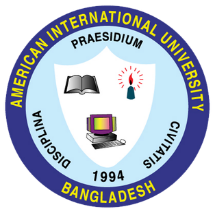 AMERICAN INTERNATIONAL UNIVERSITY
PRAESIDIUM
DISCIPLINA
CIVITATIS
1994
BANGLADESH